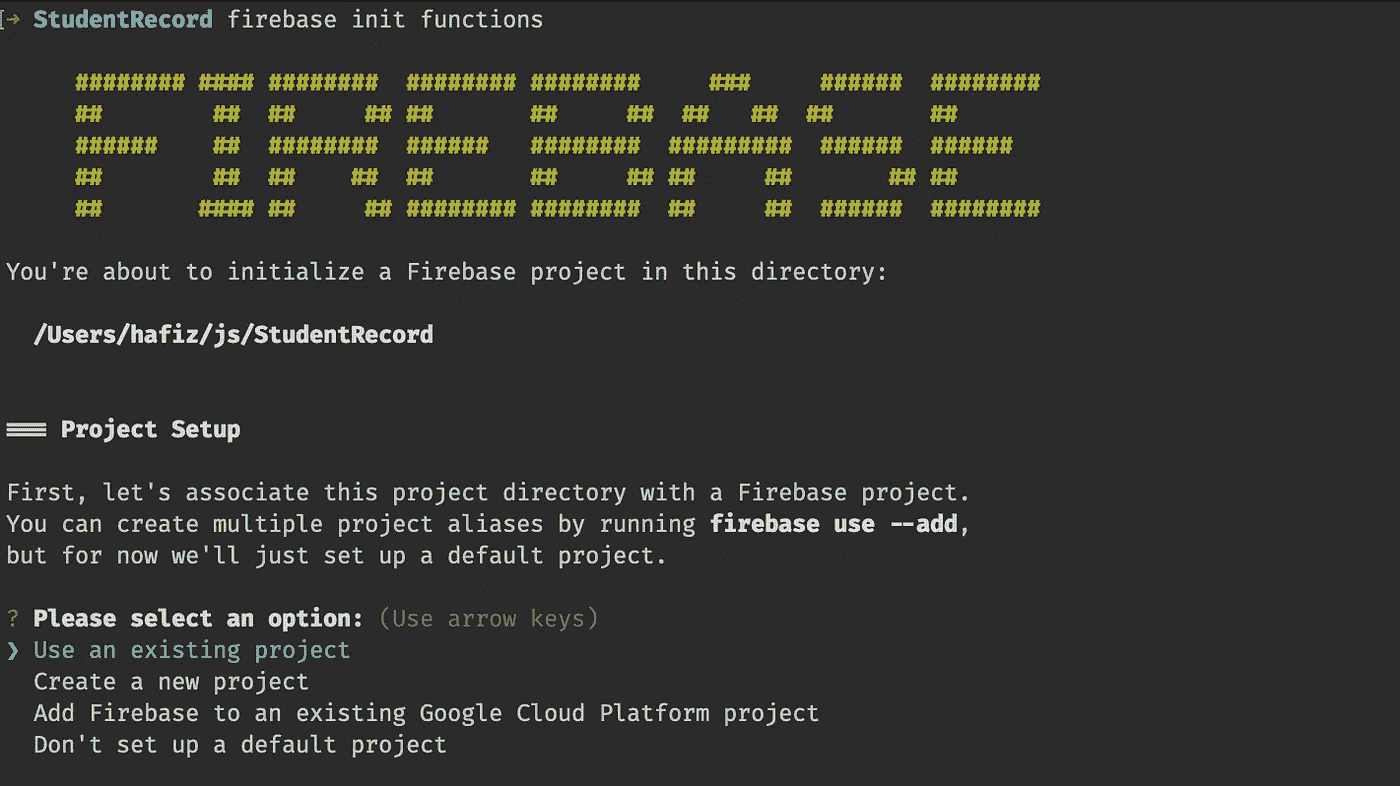 → StudentRecord firebase init functions
######## #### ######## ######## ########     ###     ######  ########
##        ##  ##     ## ##       ##     ##  ##   ##  ##       ##
######    ##  ########  ######   ########  #########  ######  ######
##        ##  ##    ##  ##       ##     ## ##     ##       ## ##
##       #### ##     ## ######## ########  ##     ##  ######  ########
You're about to initialize a Firebase project in this directory:
/Users/hafiz/js/StudentRecord
=== Project Setup
First, let's associate this project directory with a Firebase project.
You can create multiple project aliases by running firebase use --add,
but for now we'll just set up a default project.
? Please select an option: (Use arrow keys)
❯ Use an existing project
Create a new project
Add Firebase to an existing Google Cloud Platform project
Don't set up a default project